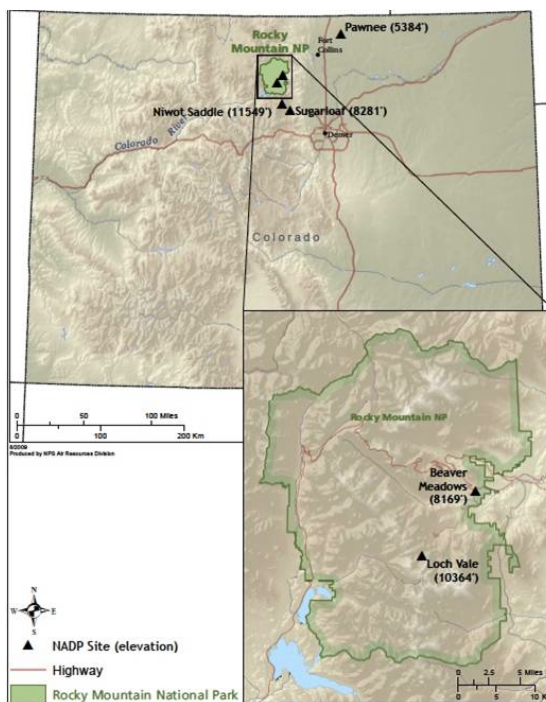 Pawnee (5384')
Rocky
Mountain NP
Fort
Collins
Niwot Saddle (11549')
Sugarloaf (8281')
Denver
Colorado River
Colorado
0 50 100 Miles
0 100 200 Km
6/2009
Produced by NPS Air Resources Division
Rocky Mountain NP
Beaver
Meadows
(8169')
Loch Vale
(10364')
N
W E
S
NADP Site (elevation)
Highway
Rocky Mountain National Park
0 2.5 5 Miles
0 5 10